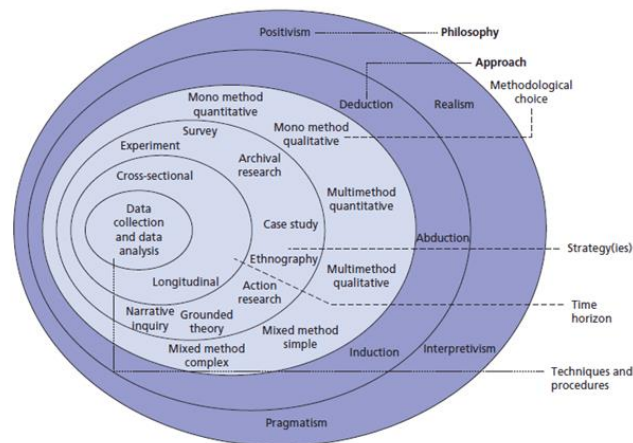 Positivism
Philosophy
Approach
Methodological
choice
Mono method
quantitative
Deduction
Realism
Survey
Mono method
qualitative
Experiment
Archival
research
Cross-sectional
Multimethod
quantitative
Data
collection
and data
analysis
Case study
Abduction
Strategy(ies)
Ethnography
Multimethod
qualitative
Longitudinal
Action
research
Time
horizon
Narrative
inquiry
Grounded
theory
Mixed method
simple
Mixed method
complex
Induction
Interpretivism
Techniques and
procedures
Pragmatism